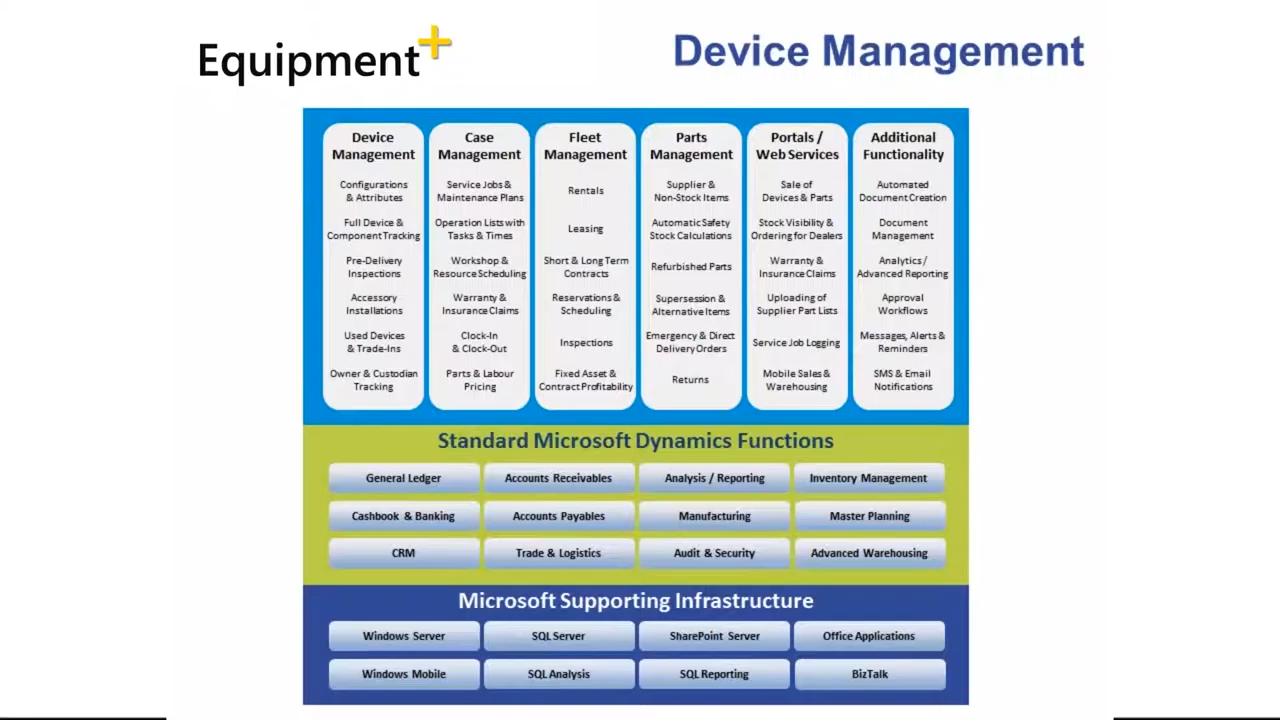 Equipment+
Device Management
Device
Management
Configurations
& Attributes
Full Device &
Component Tracking
Pre-Delivery
Inspections
Accessory
Installations
Used Devices
& Trade-Ins
Owner & Custodian
Tracking
Case
Management
Service Jobs &
Maintenance Plans
Operation Lists with
Tasks & Times
Workshop &
Resource Scheduling
Warranty &
Insurance Claims
Clock-In
& Clock-Out
Parts & Labour
Pricing
Fleet
Management
Rentals
Leasing
Short & Long Term
Contracts
Reservations &
Scheduling
Inspections
Fixed Asset &
Contract Profitability
Parts
Management
Supplier &
Non-Stock Items
Automatic Safety
Stock Calculations
Refurbished Parts
Supersession &
Alternative Items
Emergency & Direct
Delivery Orders
Returns
Portals /
Web Services
Sale of
Devices & Parts
Stock Visibility &
Ordering for Dealers
Warranty &
Insurance Claims
Uploading of
Supplier Part Lists
Service Job Logging
Mobile Sales &
Warehousing
Additional
Functionality
Automated
Document Creation
Document
Management
Analytics /
Advanced Reporting
Approval
Workflows
Messages, Alerts &
Reminders
SMS & Email
Notifications
Standard Microsoft Dynamics Functions
General Ledger
Accounts Receivables
Analysis / Reporting
Inventory Management
Cashbook & Banking
Accounts Payables
Manufacturing
Master Planning
CRM
Trade & Logistics
Audit & Security
Advanced Warehousing
Microsoft Supporting Infrastructure
Windows Server
SQL Server
SharePoint Server
Office Applications
Windows Mobile
SQL Analysis
SQL Reporting
BizTalk